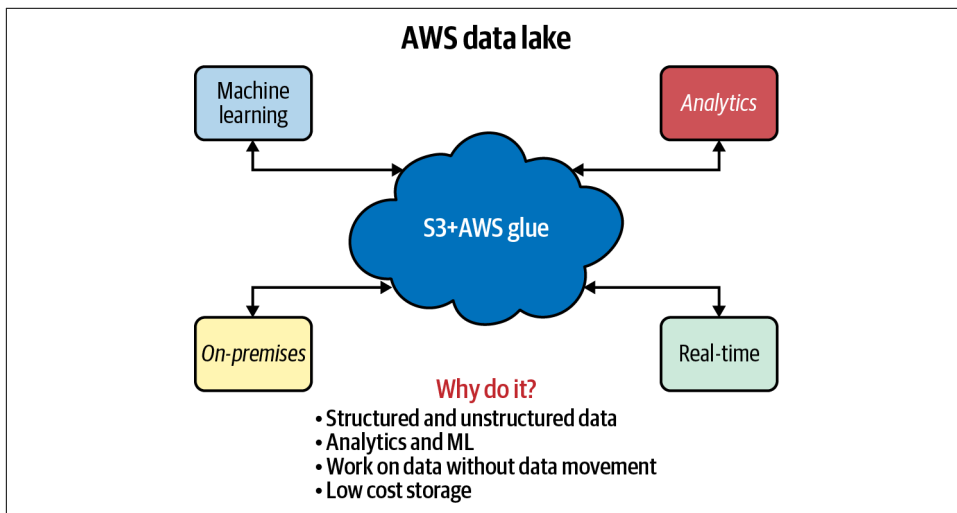 AWS data lake
Machine
learning
Analytics
S3+AWS glue
On-premises
Real-time
Why do it?
• Structured and unstructured data
• Analytics and ML
• Work on data without data movement
• Low cost storage